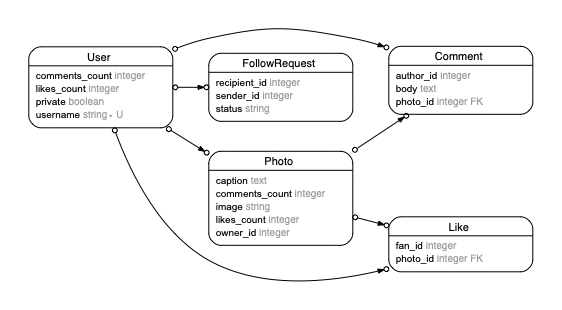 User
comments_count integer
likes_count integer
private boolean
username string∗ U
FollowRequest
recipient_id integer
sender_id integer
status string
Comment
author_id integer
body text
photo_id integer FK
Photo
caption text
comments_count integer
image string
likes_count integer
owner_id integer
Like
fan_id integer
photo_id integer FK